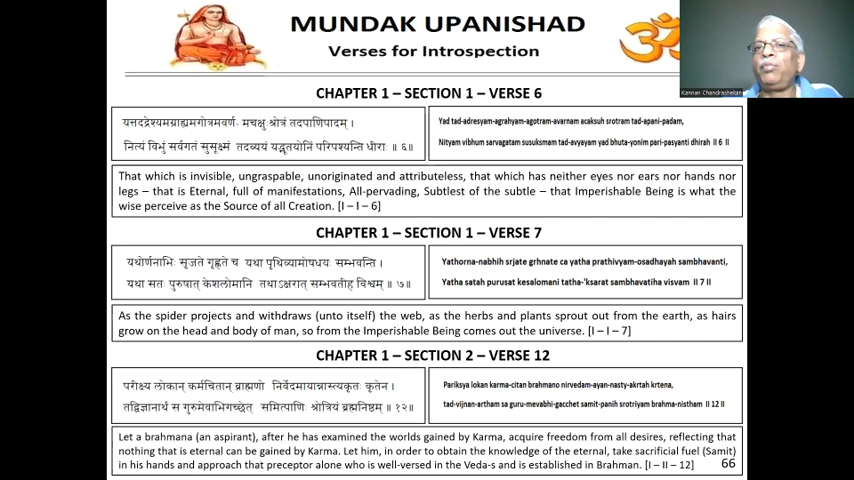 MUNDAK UPANISHAD
Verses for Introspection
Kannan Chandrashekar
CHAPTER 1 – SECTION 1 – VERSE 6
यत्तदद्रेश्यमग्राह्यमगोत्रमवर्ण- मचक्षु श्रोत्रं तदपाणिपादम् ।
नित्यं विभुं सर्वगतं सुसूक्ष्मं तदव्ययं यद्भूतयोनिं परिपश्यन्ति धीराः ॥ ६॥
Yad tad-adresyam-agrahyam-agotram-avarnam acaksuh srotram tad-apani-padam,
Nityam vibhum sarvagatam susuksmam tad-avyayam yad bhuta-yonim pari-pasyanti dhirah II 6 II
That which is invisible, ungraspable, unoriginated and attributeless, that which has neither eyes nor ears nor hands nor
legs – that is Eternal, full of manifestations, All-pervading, Subtlest of the subtle – that Imperishable Being is what the
wise perceive as the Source of all Creation. [I – I – 6]
CHAPTER 1 – SECTION 1 – VERSE 7
यथोर्णनाभिः सृजते गृह्णते च यथा पृथिव्यामोषधयः सम्भवन्ति ।
यथा सतः पुरुषात् केशलोमानि तथाऽक्षरात् सम्भवतीह विश्वम् ॥ ७॥
Yathorna-nabhih srjate grhnate ca yatha prathivyam-osadhayah sambhavanti,
Yatha satah purusat kesalomani tatha-'ksarat sambhavatiha visvam II 7 II
As the spider projects and withdraws (unto itself) the web, as the herbs and plants sprout out from the earth, as hairs
grow on the head and body of man, so from the Imperishable Being comes out the universe. [I – I – 7]
CHAPTER 1 – SECTION 2 – VERSE 12
परीक्ष्य लोकान् कर्मचितान् ब्राह्मणो निर्वेदमायान्नास्त्यकृतः कृतेन ।
तद्विज्ञानार्थं स गुरुमेवाभिगच्छेत् समित्पाणिः श्रोत्रियं ब्रह्मनिष्ठम् ॥ १२॥
Pariksya lokan karma-citan brahmano nirvedam-ayan-nasty-akrtah krtena,
tad-vijnan-artham sa guru-mevabhi-gacchet samit-panih srotriyam brahma-nistham II 12 II
Let a brahmana (an aspirant), after he has examined the worlds gained by Karma, acquire freedom from all desires, reflecting that
nothing that is eternal can be gained by Karma. Let him, in order to obtain the knowledge of the eternal, take sacrificial fuel (Samit)
in his hands and approach that preceptor alone who is well-versed in the Veda-s and is established in Brahman. [I – II – 12]
66